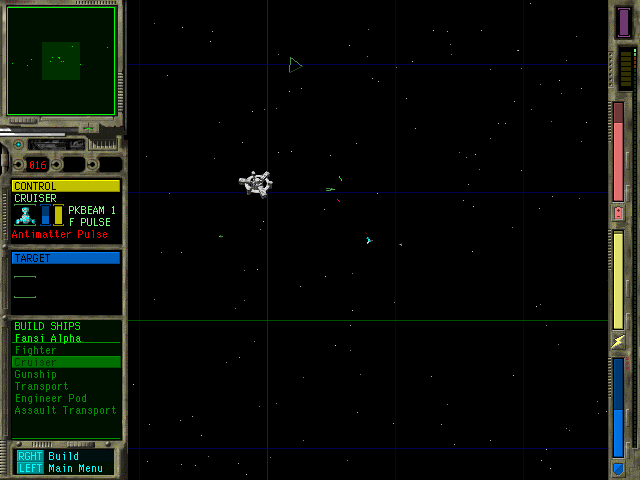 016
CONTROL
CRUISER
PKBEAM 1
F PULSE
Antimatter Pulse
TARGET
BUILD SHIPS
Fansi Alpha
Fighter
Cruiser
Gunship
Transport
Engineer Pod
Assault Transport
RGHT Build
LEFT Main Menu